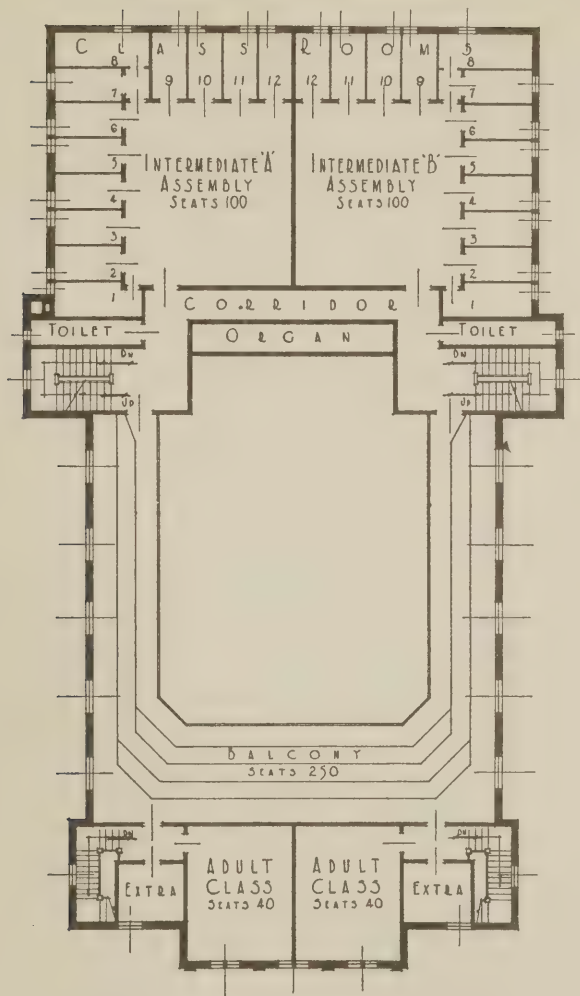 CLASS ROOMS
8
9
10
11
12
12
11
10
9
8
7
7
6
6
5
5
4
4
3
3
2
2
1
1
INTERMEDIATE 'A'
ASSEMBLY
SEATS 100
INTERMEDIATE 'B'
ASSEMBLY
SEATS 100
CORRIDOR
TOILET
ORGAN
TOILET
DN
DN
UP
UP
BALCONY
SEATS 250
DN
DN
EXTRA
ADULT
CLASS
SEATS 40
ADULT
CLASS
SEATS 40
EXTRA